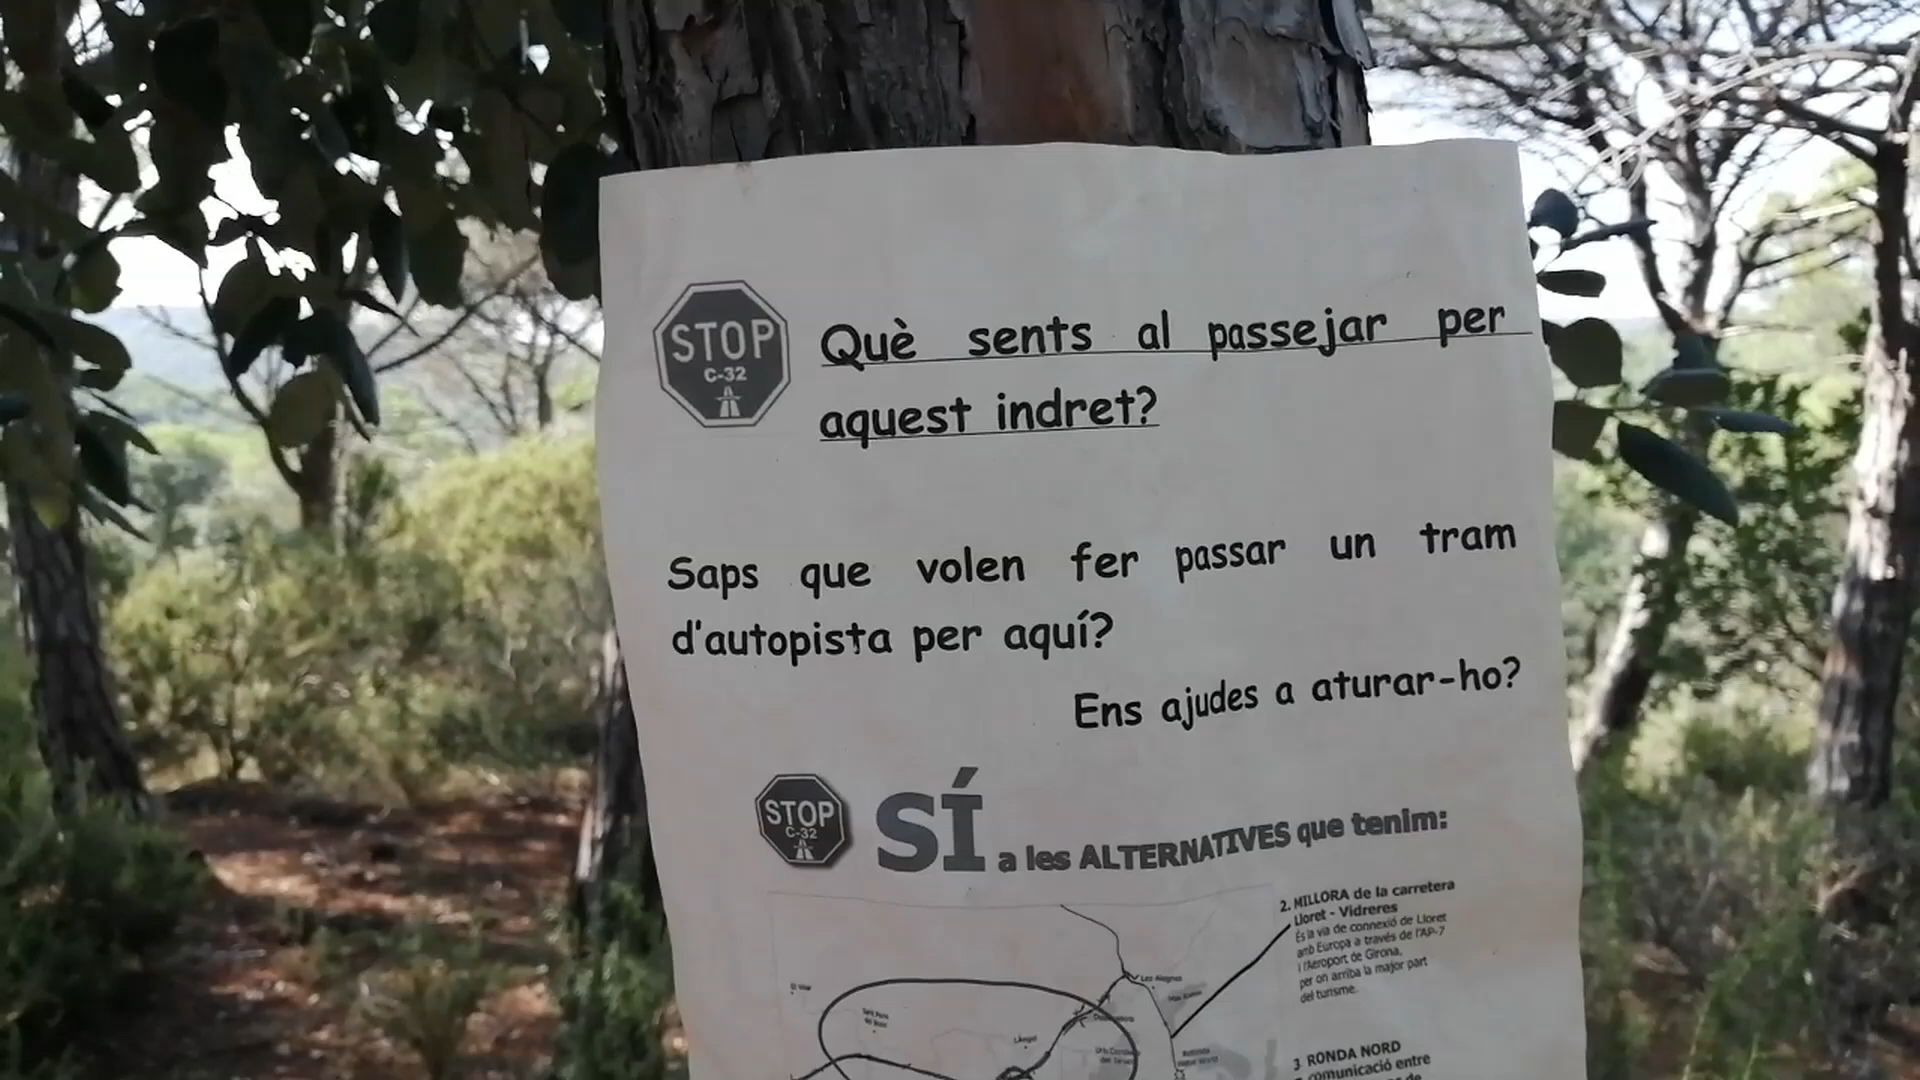 STOP
C-32
Què sents al passejar per
aquest indret?
Saps que volen fer passar un tram
d'autopista per aquí?
Ens ajudes a aturar-ho?
STOP
C-32
SÍ a les ALTERNATIVES que tenim:
2. MILLORA de la carretera
Lloret - Vidreres
És la via de connexió de Lloret
amb Europa a través de l'AP-7
i l'Aeroport de Girona,
per on arriba la major part
del turisme.
3 RONDA NORD
comunicació entre